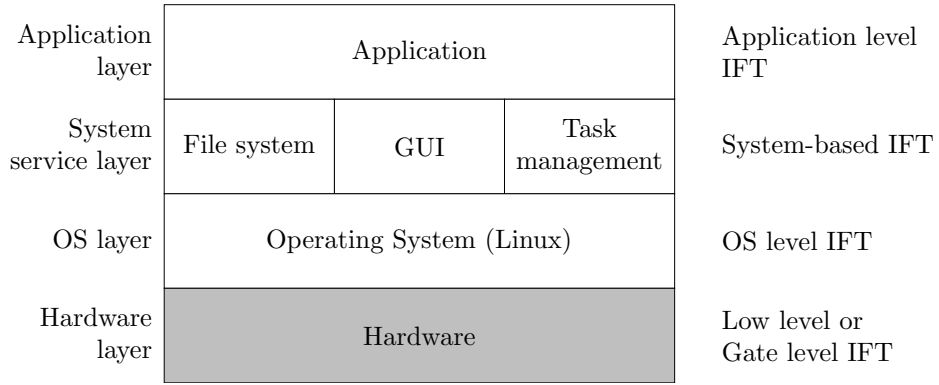 Application
layer
Application
Application level
IFT
System
service layer
File system
GUI
Task
management
System-based IFT
OS layer
Operating System (Linux)
OS level IFT
Hardware
layer
Hardware
Low level or
Gate level IFT